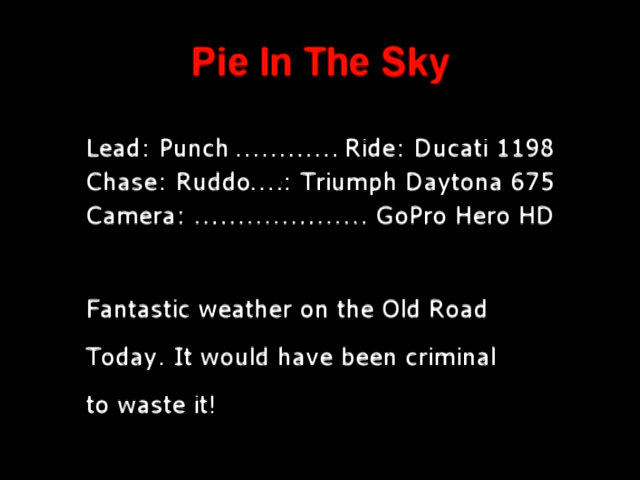 Pie In The Sky
Lead: Punch ............ Ride: Ducati 1198
Chase: Ruddo....: Triumph Daytona 675
Camera: .................... GoPro Hero HD
Fantastic weather on the Old Road
Today. It would have been criminal
to waste it!